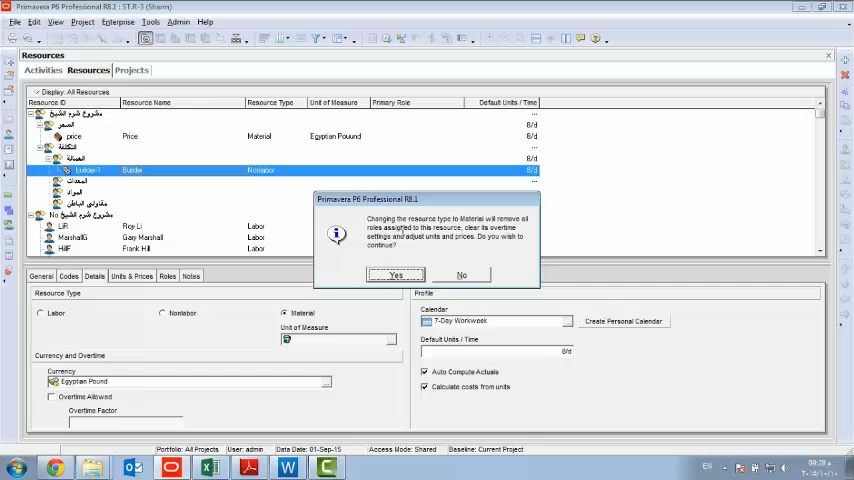 Primavera P6 Professional R8.1 : ST.R-3 (Sharm)
File Edit View Project Enterprise Tools Admin Help
Resources
Activities Resources Projects
Display: All Resources
Resource ID Resource Name Resource Type Unit of Measure Primary Role Default Units / Time
مشروع شرم الشيخ ...
السعر 8/d
price Price Material Egyptian Pouund 8/d
التكلفة ...
العمالة 8/d
builder-1 Builder Nonlabor 8/d
المعدات ...
المواد
مقاولى الباطن
No مشروع شرم الشيخ
LiR Roy Li Labor
MarshallG Gary Marshall Labor
HillF Frank Hill Labor
Primavera P6 Professional R8.1
Changing the resource type to Material will remove all
roles assigned to this resource, clear its overtime
settings and adjust units and prices. Do you wish to
continue?
Yes No
General Codes Details Units & Prices Roles Notes
Resource Type
Labor Nonlabor Material
Unit of Measure
Currency and Overtime
Currency
Egyptian Pound ...
Overtime Allowed
Overtime Factor
Profile
Calendar
7-Day Workweek ... Create Personal Calendar
Default Units / Time
8/d
Auto Compute Actuals
Calculate costs from units
Portfolio: All Projects User: admin Data Date: 01-Sep-15 Access Mode: Shared Baseline: Current Project
EN